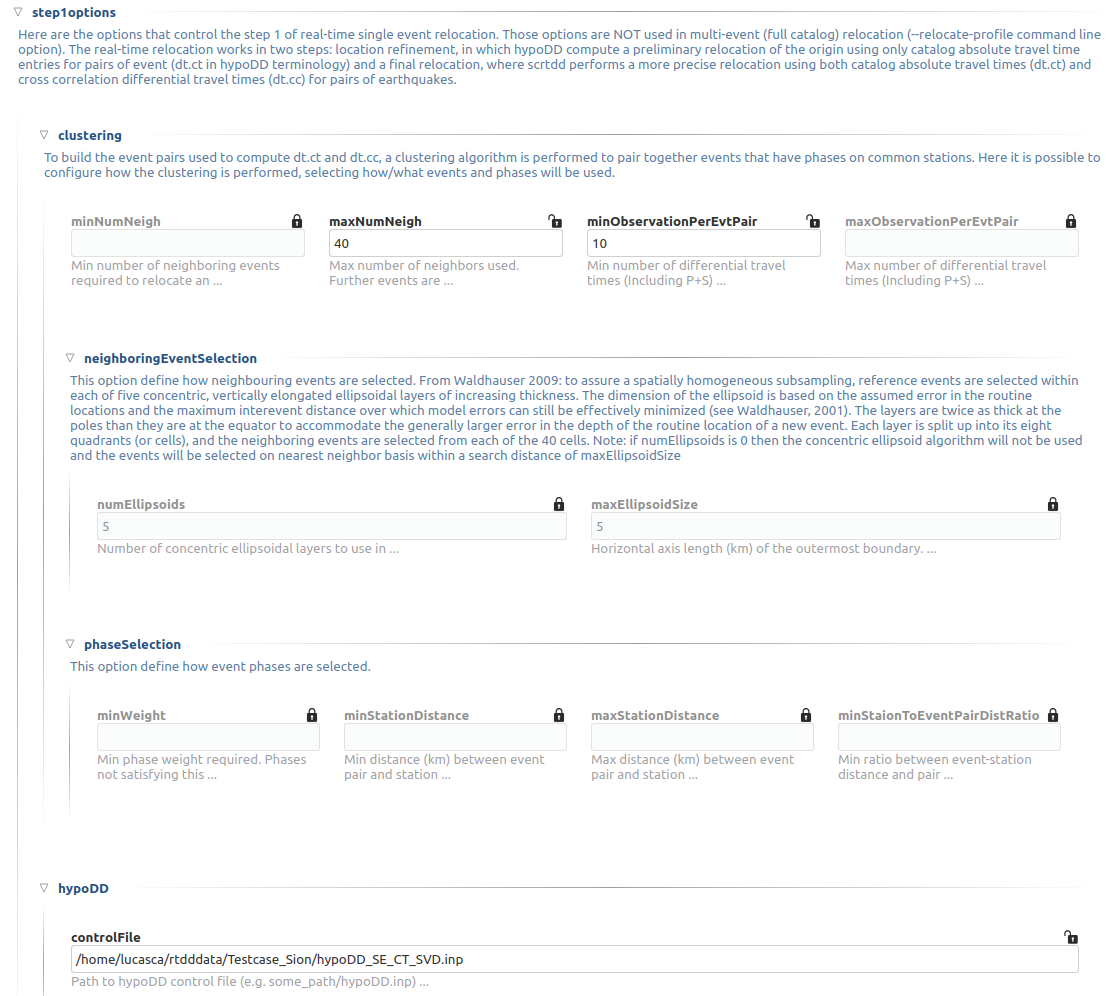 step1options
Here are the options that control the step 1 of real-time single event relocation. Those options are NOT used in multi-event (full catalog) relocation (--relocate-profile command line
option). The real-time relocation works in two steps: location refinement, in which hypoDD compute a preliminary relocation of the origin using only catalog absolute travel time
entries for pairs of event (dt.ct in hypoDD terminology) and a final relocation, where scrtdd performs a more precise relocation using both catalog absolute travel times (dt.ct) and
cross correlation differential travel times (dt.cc) for pairs of earthquakes.
clustering
To build the event pairs used to compute dt.ct and dt.cc, a clustering algorithm is performed to pair together events that have phases on common stations. Here it is possible to
configure how the clustering is performed, selecting how/what events and phases will be used.
minNumNeigh
Min number of neighboring events
required to relocate an ...
maxNumNeigh
40
Max number of neighbors used.
Further events are ...
minObservationPerEvtPair
10
Min number of differential travel
times (Including P+S) ...
maxObservationPerEvtPair
Max number of differential travel
times (Including P+S) ...
neighboringEventSelection
This option define how neighbouring events are selected. From Waldhauser 2009: to assure a spatially homogeneous subsampling, reference events are selected within
each of five concentric, vertically elongated ellipsoidal layers of increasing thickness. The dimension of the ellipsoid is based on the assumed error in the routine
locations and the maximum interevent distance over which model errors can still be effectively minimized (see Waldhauser, 2001). The layers are twice as thick at the
poles than they are at the equator to accommodate the generally larger error in the depth of the routine location of a new event. Each layer is split up into its eight
quadrants (or cells), and the neighboring events are selected from each of the 40 cells. Note: if numEllipsoids is 0 then the concentric ellipsoid algorithm will not be used
and the events will be selected on nearest neighbor basis within a search distance of maxEllipsoidSize
numEllipsoids
5
Number of concentric ellipsoidal layers to use in ...
maxEllipsoidSize
5
Horizontal axis length (km) of the outermost boundary. ...
phaseSelection
This option define how event phases are selected.
minWeight
Min phase weight required. Phases
not satisfying this ...
minStationDistance
Min distance (km) between event
pair and station ...
maxStationDistance
Max distance (km) between event
pair and station ...
minStaionToEventPairDistRatio
Min ratio between event-station
distance and pair ...
hypoDD
controlFile
/home/lucasca/rtdddata/Testcase_Sion/hypoDD_SE_CT_SVD.inp
Path to hypoDD control file (e.g. some_path/hypoDD.inp) ...